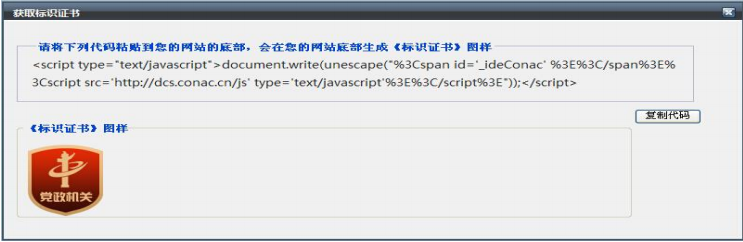 获取标识证书
请将下列代码粘贴到您的网站的底部，会在您的网站底部生成《标识证书》图样
<script type="text/javascript">document.write(unescape("%3Cspan id='_ideConac' %3E%3C/span%3E%
3Cscript src='http://dcs.conac.cn/js' type='text/javascript'%3E%3C/script%3E"));</script>
复制代码
《标识证书》图样
党政机关